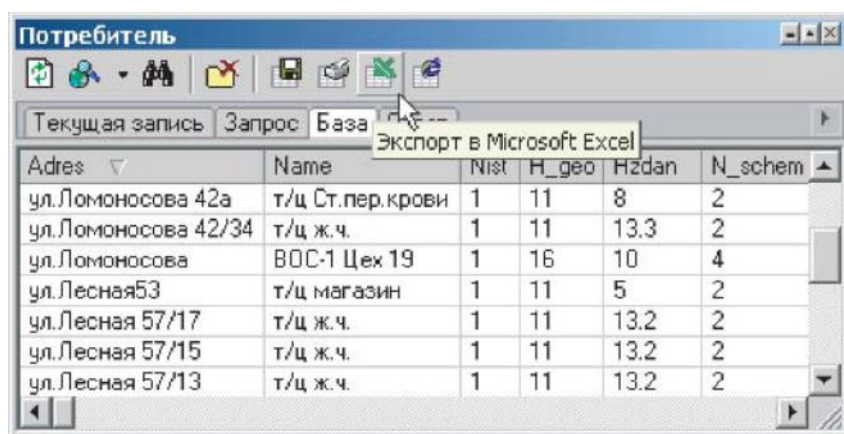 Потребитель
Текущая запись Запрос База
Экспорт в Microsoft Excel
Adres Name Nist H_geo Hzdan N_schem
ул.Ломоносова 42а т/ц Ст.пер.крови 1 11 8 2
ул.Ломоносова 42/34 т/ц ж.ч. 1 11 13.3 2
ул.Ломоносова ВОС-1 Цех 19 1 16 10 4
ул.Лесная53 т/ц магазин 1 11 5 2
ул.Лесная 57/17 т/ц ж.ч. 1 11 13.2 2
ул.Лесная 57/15 т/ц ж.ч. 1 11 13.2 2
ул.Лесная 57/13 т/ц ж.ч. 1 11 13.2 2